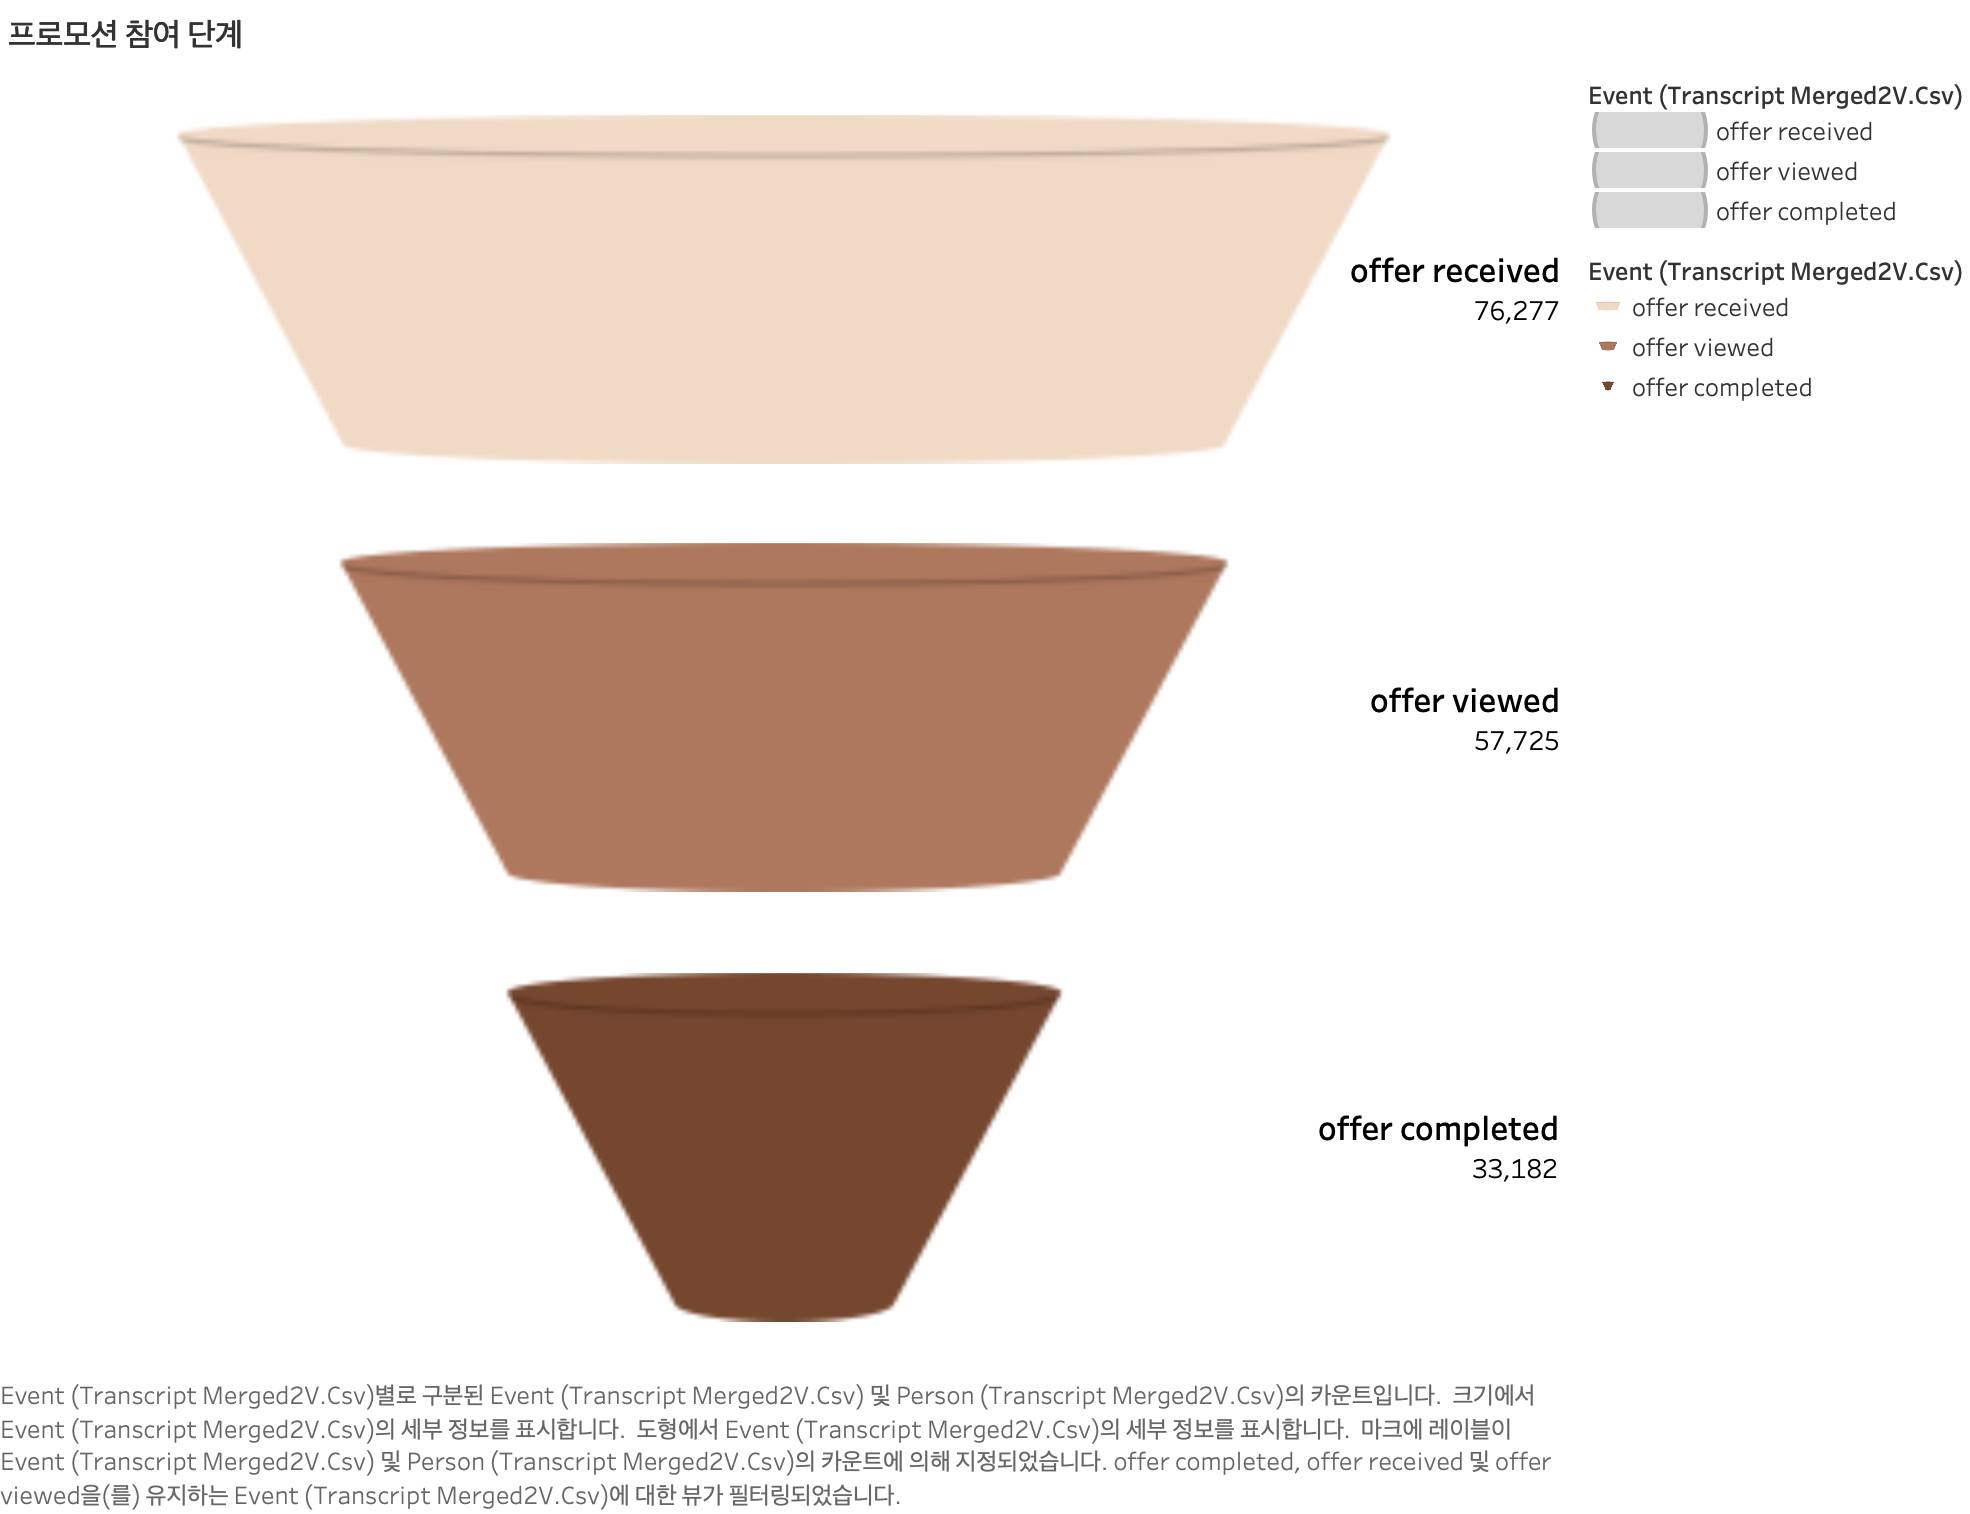 프로모션 참여 단계
offer received
76,277
offer viewed
57,725
offer completed
33,182
Event (Transcript Merged2V.Csv)
offer received
offer viewed
offer completed
Event (Transcript Merged2V.Csv)
offer received
offer viewed
offer completed
Event (Transcript Merged2V.Csv)별로 구분된 Event (Transcript Merged2V.Csv) 및 Person (Transcript Merged2V.Csv)의 카운트입니다. 크기에서
Event (Transcript Merged2V.Csv)의 세부 정보를 표시합니다. 도형에서 Event (Transcript Merged2V.Csv)의 세부 정보를 표시합니다. 마크에 레이블이
Event (Transcript Merged2V.Csv) 및 Person (Transcript Merged2V.Csv)의 카운트에 의해 지정되었습니다. offer completed, offer received 및 offer
viewed을(를) 유지하는 Event (Transcript Merged2V.Csv)에 대한 뷰가 필터링되었습니다.